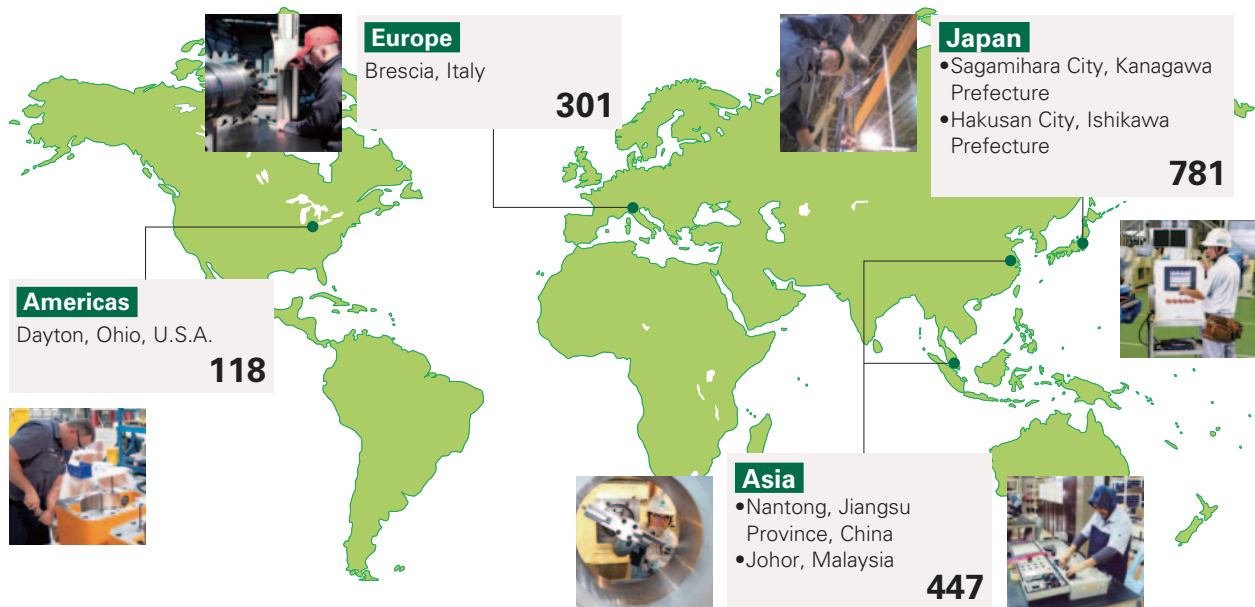 Europe
Brescia, Italy
301
Japan
•Sagamihara City, Kanagawa
Prefecture
•Hakusan City, Ishikawa
Prefecture
781
Americas
Dayton, Ohio, U.S.A.
118
Asia
•Nantong, Jiangsu
Province, China
•Johor, Malaysia
447